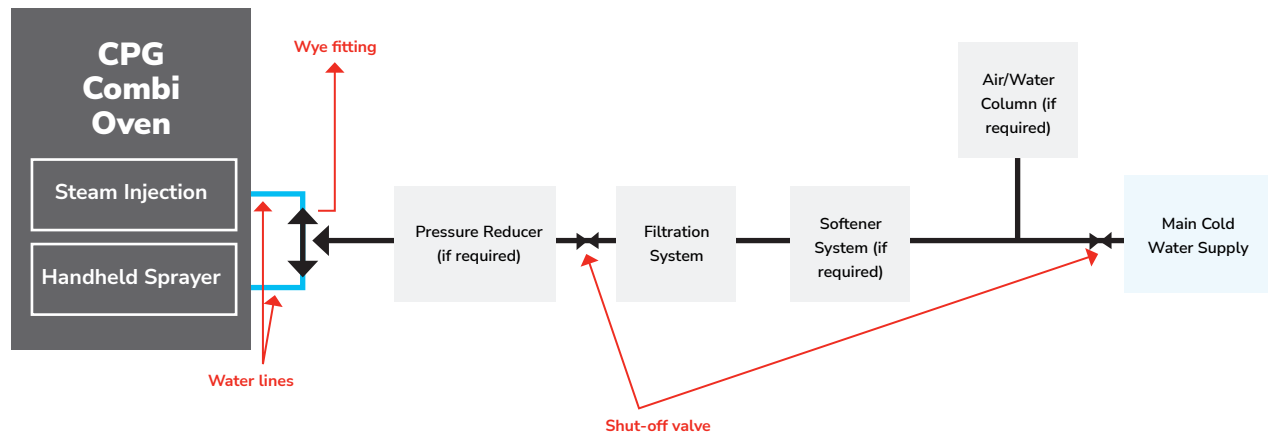 CPG
Combi
Oven
Steam Injection
Handheld Sprayer
Wye fitting
Water lines
Pressure Reducer
(if required)
Filtration
System
Softener
System (if
required)
Air/Water
Column (if
required)
Main Cold
Water Supply
Shut-off valve